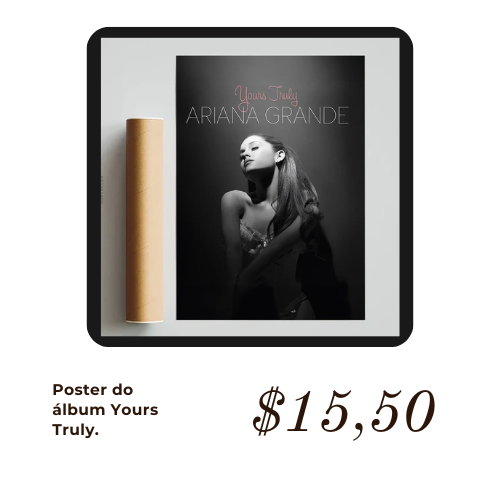 Yours Truly
ARIANA GRANDE
Poster do
álbum Yours
Truly.
$15,50